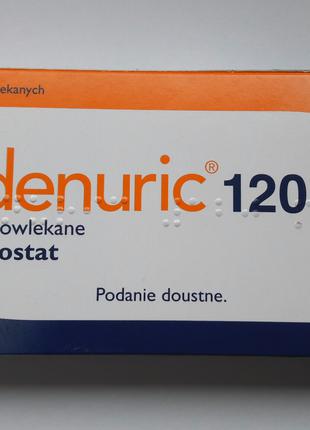 ekanych
denuric® 120
owlekane
ostat
Podanie doustne.